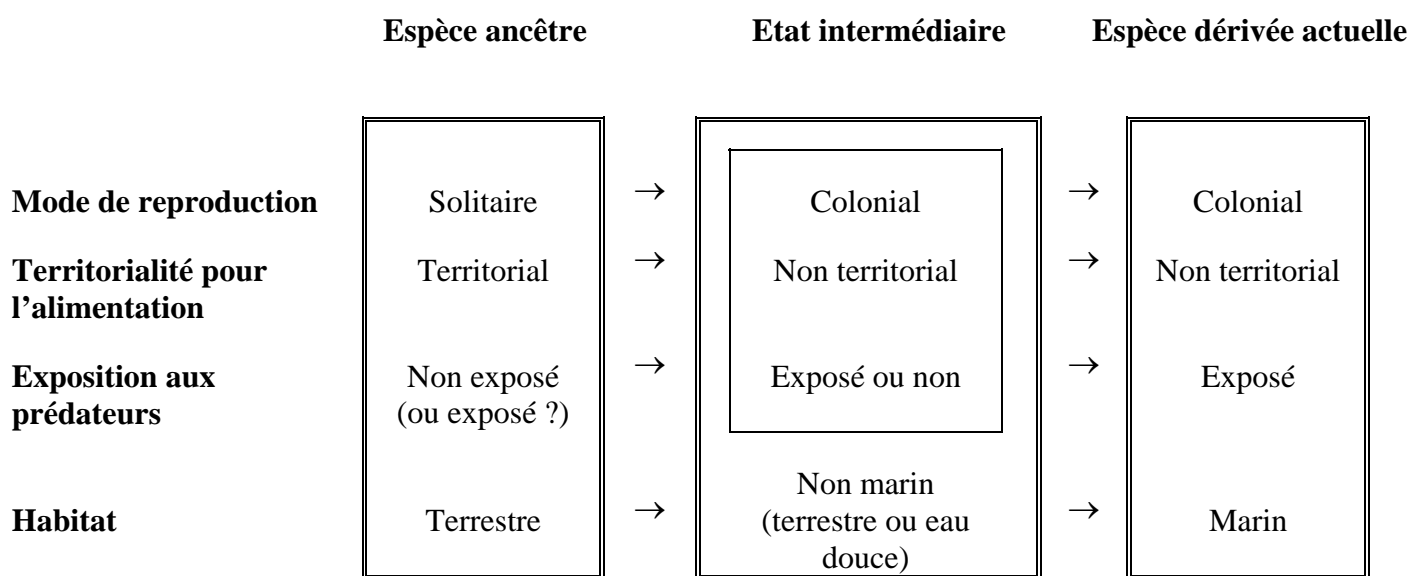 Espèce ancêtre Etat intermédiaire Espèce dérivée actuelle
Mode de reproduction Solitaire → Colonial → Colonial
Territorialité pour
l’alimentation
Territorial → Non territorial → Non territorial
Exposition aux
prédateurs
Non exposé
(ou exposé ?)
→ Exposé ou non → Exposé
Habitat Terrestre →
Non marin
(terrestre ou eau
douce)
→ Marin